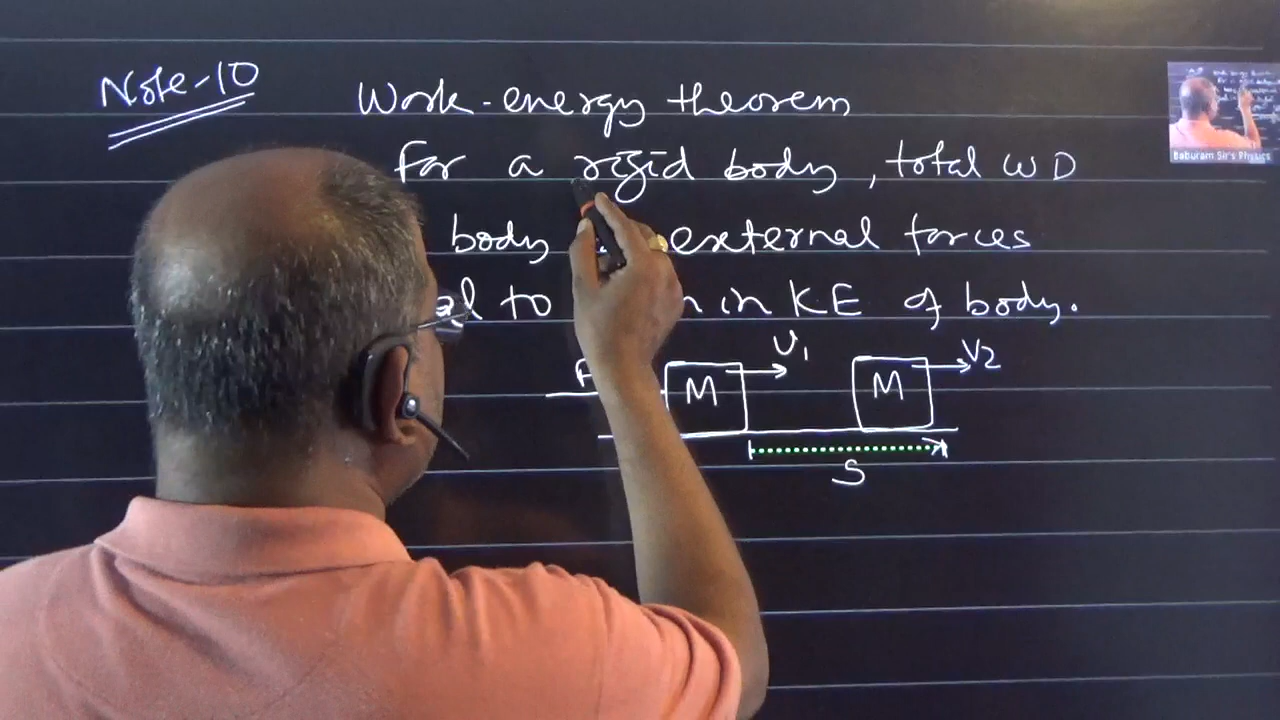 Note-10
Work-energy theorem
For a rigid body, total WD
body external forces
to in KE of body.
F
M
V1
M
V2
S
Baburam Sir's Physics